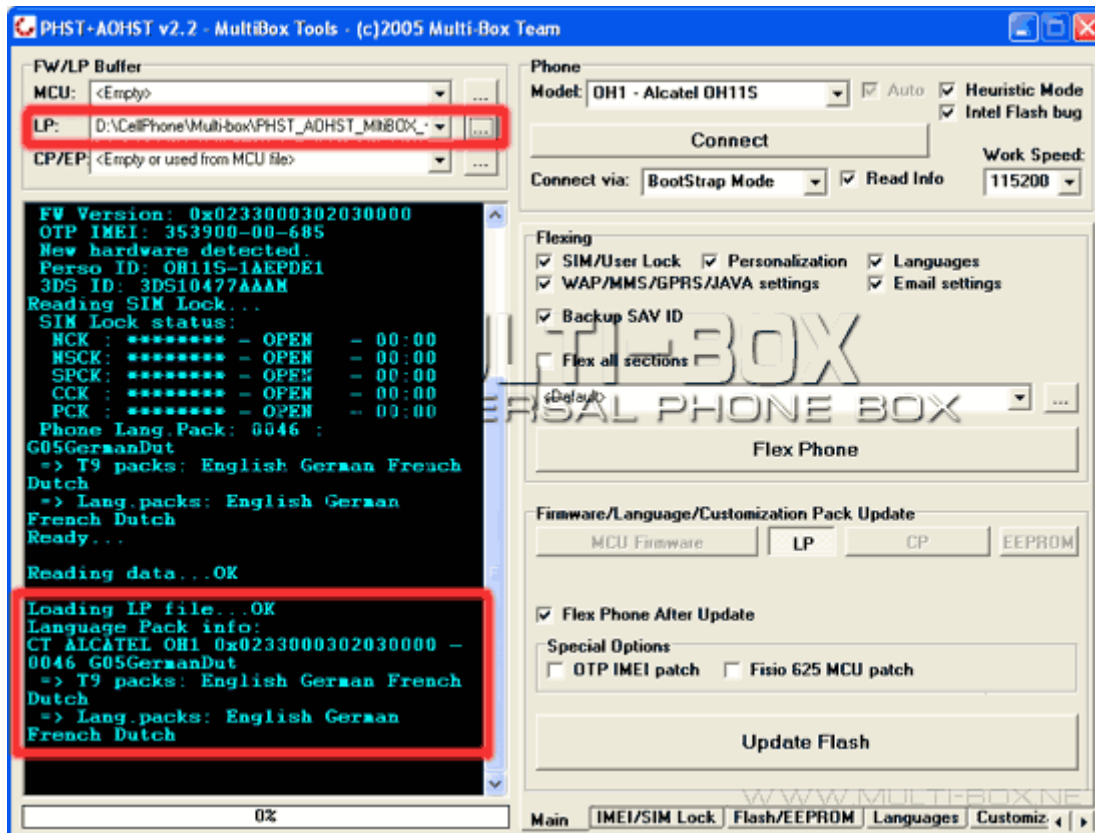 PHST+AOHST v2.2 - MultiBox Tools - (c)2005 Multi-Box Team
FW/LP Buffer
MCU: <Empty> ...
LP: D:\CellPhone\Multi-box\PHST_AOHST_MltiBOX_ ...
CP/EP: <Empty or used from MCU file> ...
FW Version: 0x0233000302030000
OTP IMEI: 353900-00-685
New hardware detected.
Perso ID: OH11S-1AEPDE1
3DS ID: 3DS10477AAAM
Reading SIM Lock...
SIM Lock status:
NCK : ******** - OPEN - 00:00
NSCK: ******** - OPEN - 00:00
SPCK: ******** - OPEN - 00:00
CCK : ******** - OPEN - 00:00
PCK : ******** - OPEN - 00:00
Phone Lang.Pack: 0046 :
G05GermanDut
=> T9 packs: English German French
Dutch
=> Lang.packs: English German
French Dutch
Ready...
Reading data...OK
Loading LP file...OK
Language Pack info:
CT ALCATEL OH1 0x0233000302030000 -
0046 G05GermanDut
=> T9 packs: English German French
Dutch
=> Lang.packs: English German
French Dutch
0%
Phone
Model: OH1 - Alcatel OH11S Auto Heuristic Mode
Intel Flash bug
Connect
Work Speed:
Connect via: BootStrap Mode Read Info 115200
Flexing
SIM/User Lock Personalization Languages
WAP/MMS/GPRS/JAVA settings Email settings
Backup SAV ID
Flex all sections
<Default> ...
MULTI-BOX
ERSAL PHONE BOX
Flex Phone
Firmware/Language/Customization Pack Update
MCU Firmware LP CP EEPROM
Flex Phone After Update
Special Options
OTP IMEI patch Fisio 625 MCU patch
Update Flash
WWW.MULTI-BOX.NE
Main IMEI/SIM Lock Flash/EEPROM Languages Customiz